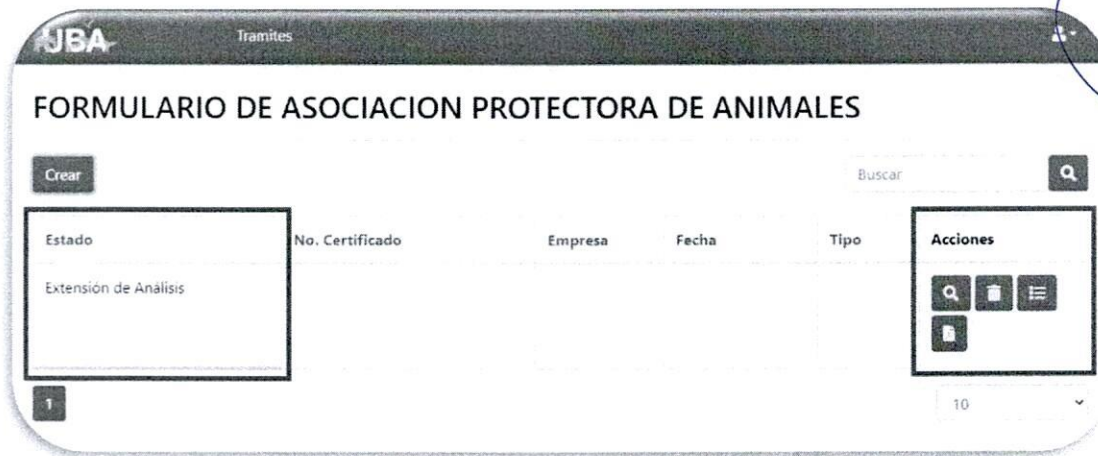 UBA
Tramites
FORMULARIO DE ASOCIACION PROTECTORA DE ANIMALES
Crear
Buscar
Estado No. Certificado Empresa Fecha Tipo Acciones
Extensión de Análisis
1
10